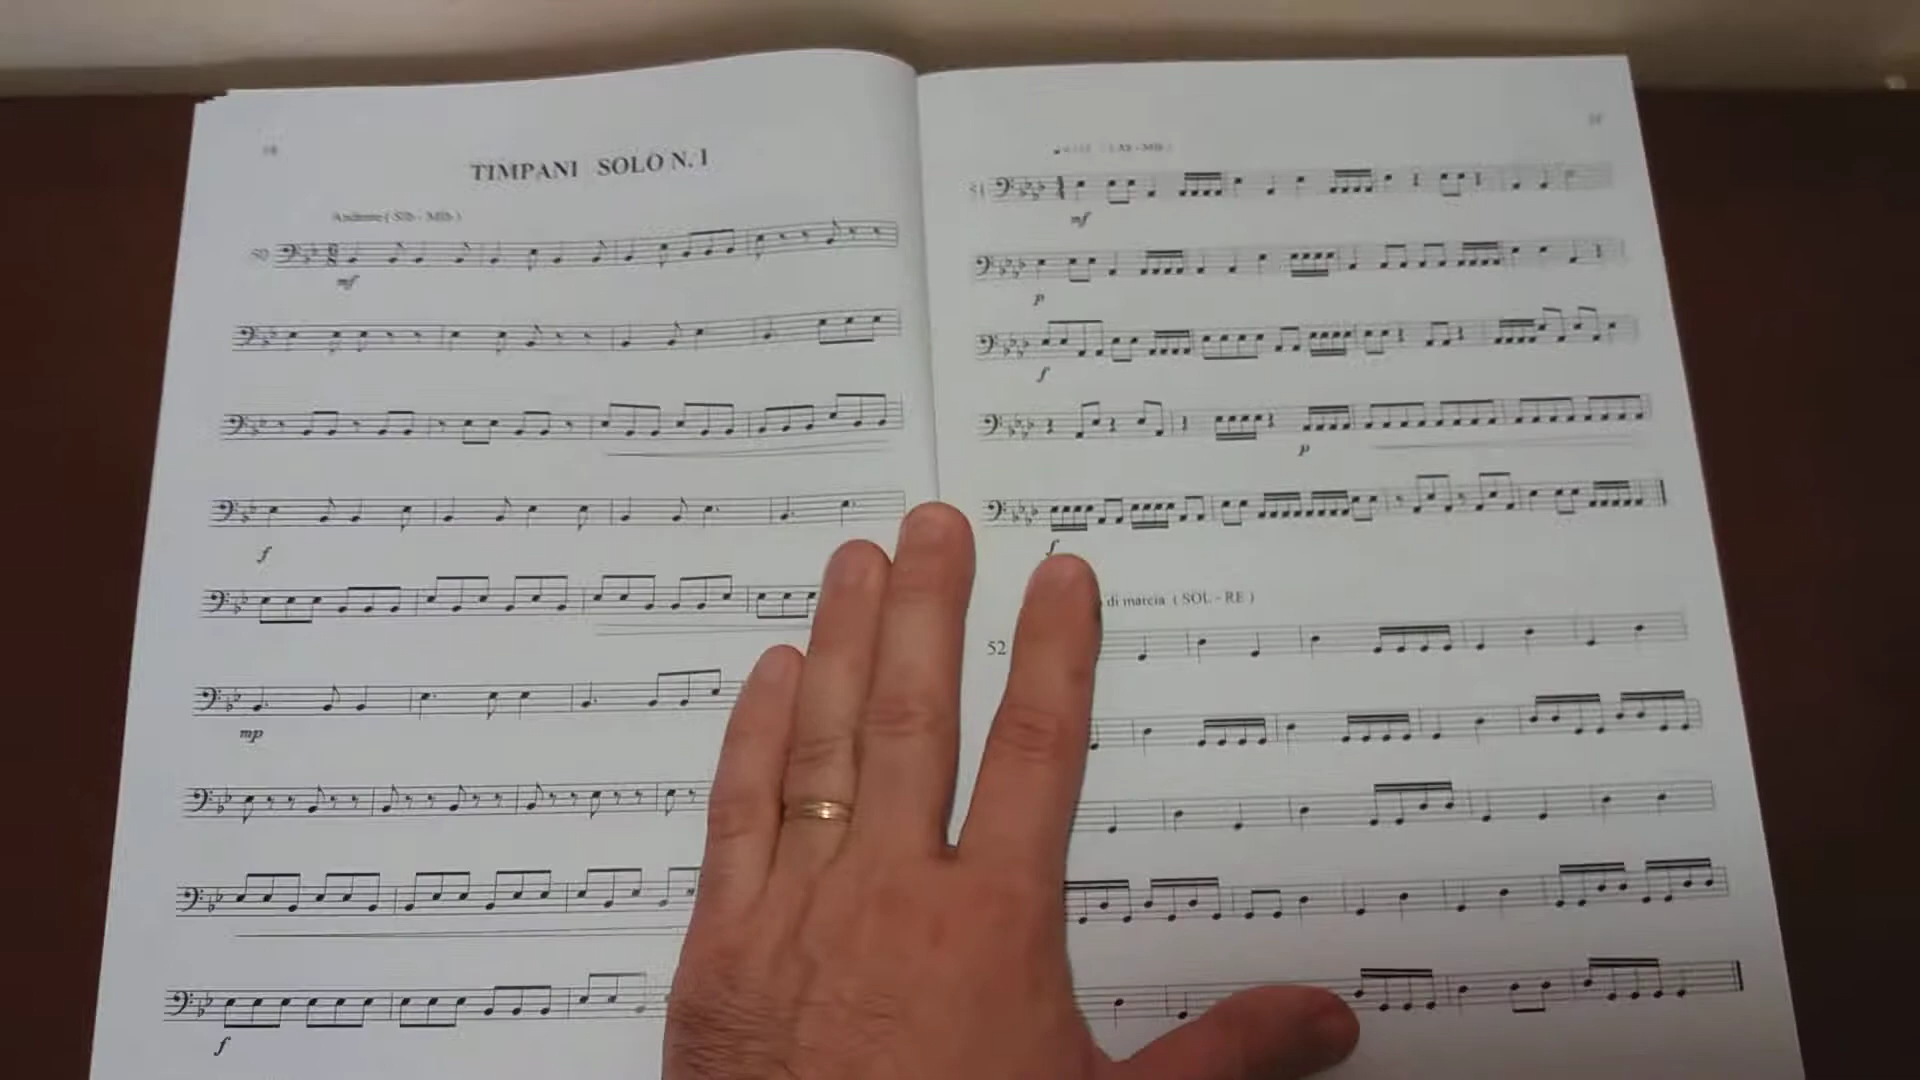 TIMPANI SOLO N. 1
Andante ( SIb - MIb )
50
mf
f
mp
f
51
mf
p
f
p
f
di marcia ( SOL - RE )
52